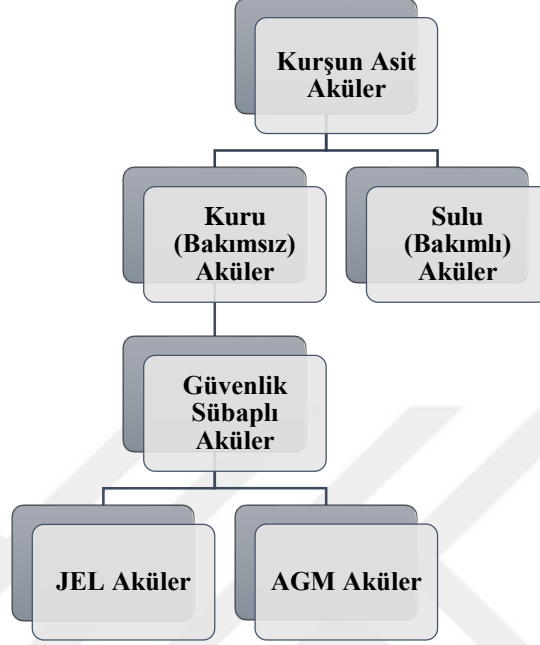 Kurşun Asit
Aküler
Kuru
(Bakımsız)
Aküler
Sulu
(Bakımlı)
Aküler
Güvenlik
Sübaplı
Aküler
JEL Aküler
AGM Aküler